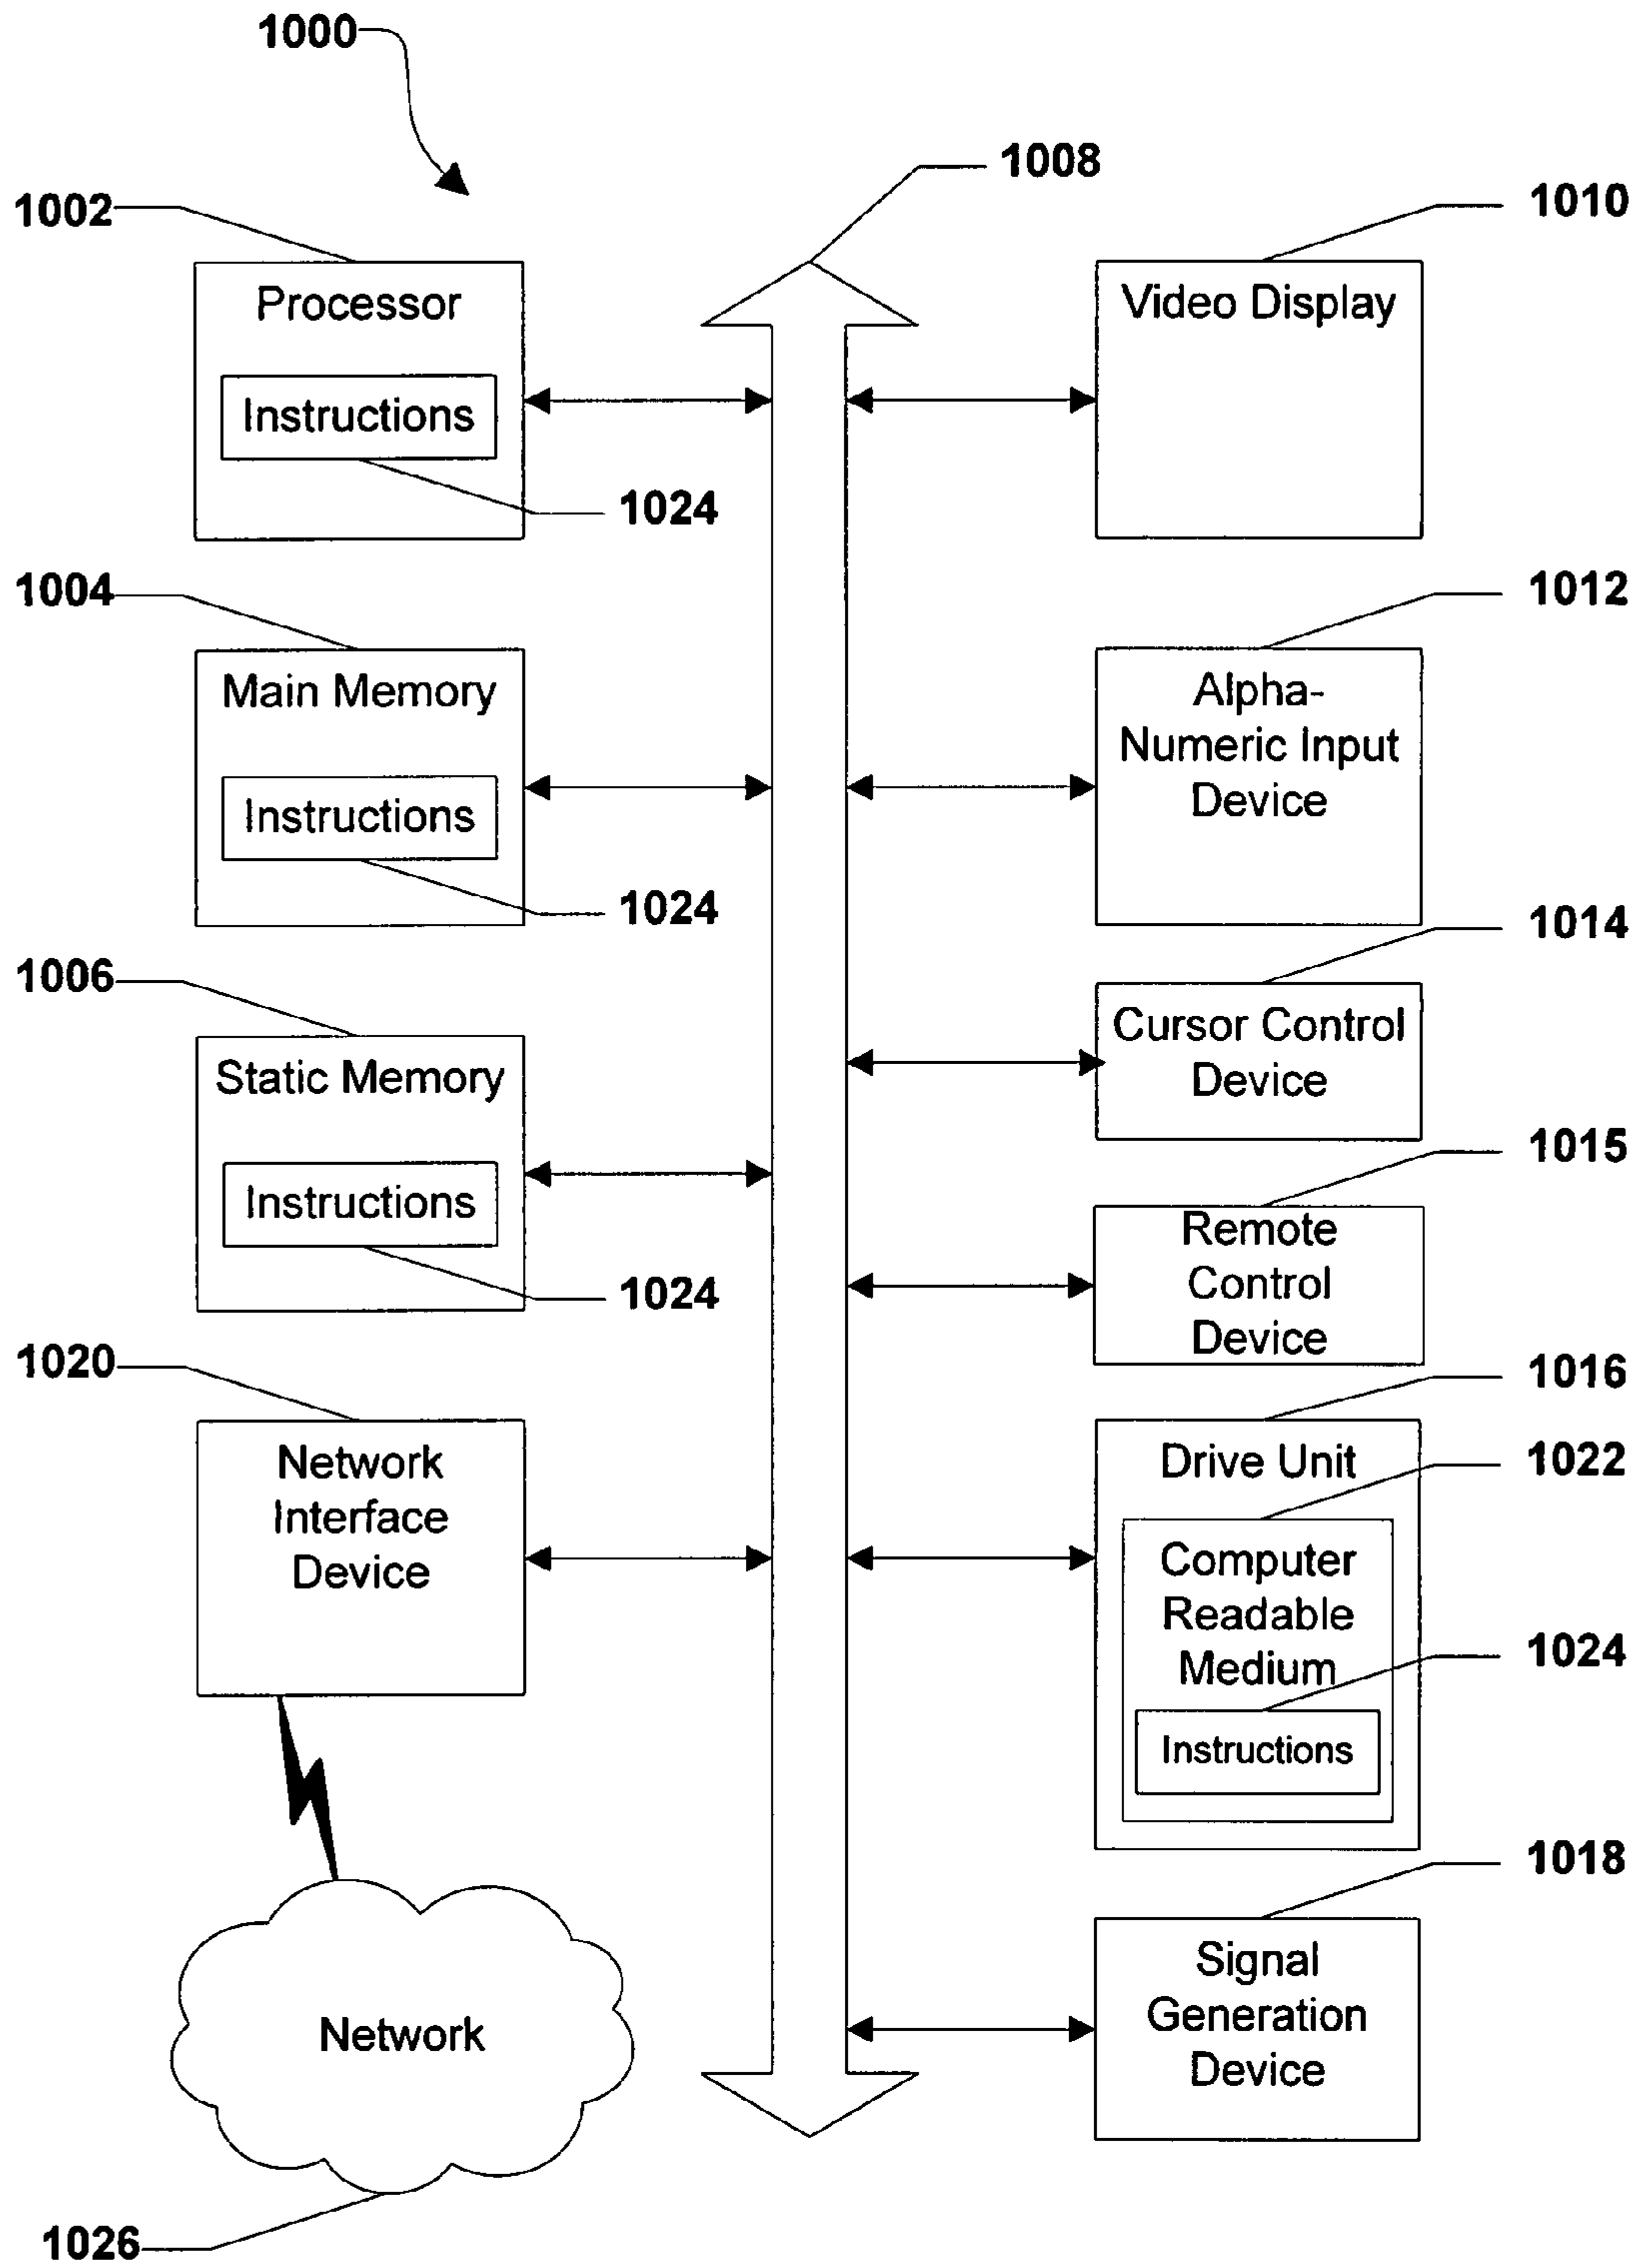 1000
1008
1002
1010
Processor
Instructions
1024
Video Display
1004
1012
Main Memory
Instructions
1024
Alpha-
Numeric Input
Device
1006
1014
Static Memory
Instructions
1024
Cursor Control
Device
1015
Remote
Control
Device
1020
1016
Network
Interface
Device
Drive Unit
1022
Computer
Readable
Medium
1024
Instructions
1018
Signal
Generation
Device
Network
1026